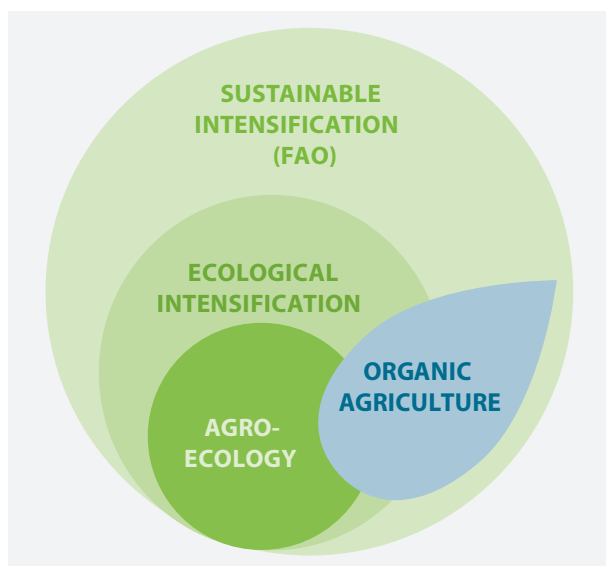 SUSTAINABLE
INTENSIFICATION
(FAO)
ECOLOGICAL
INTENSIFICATION
ORGANIC
AGRICULTURE
AGRO-
ECOLOGY